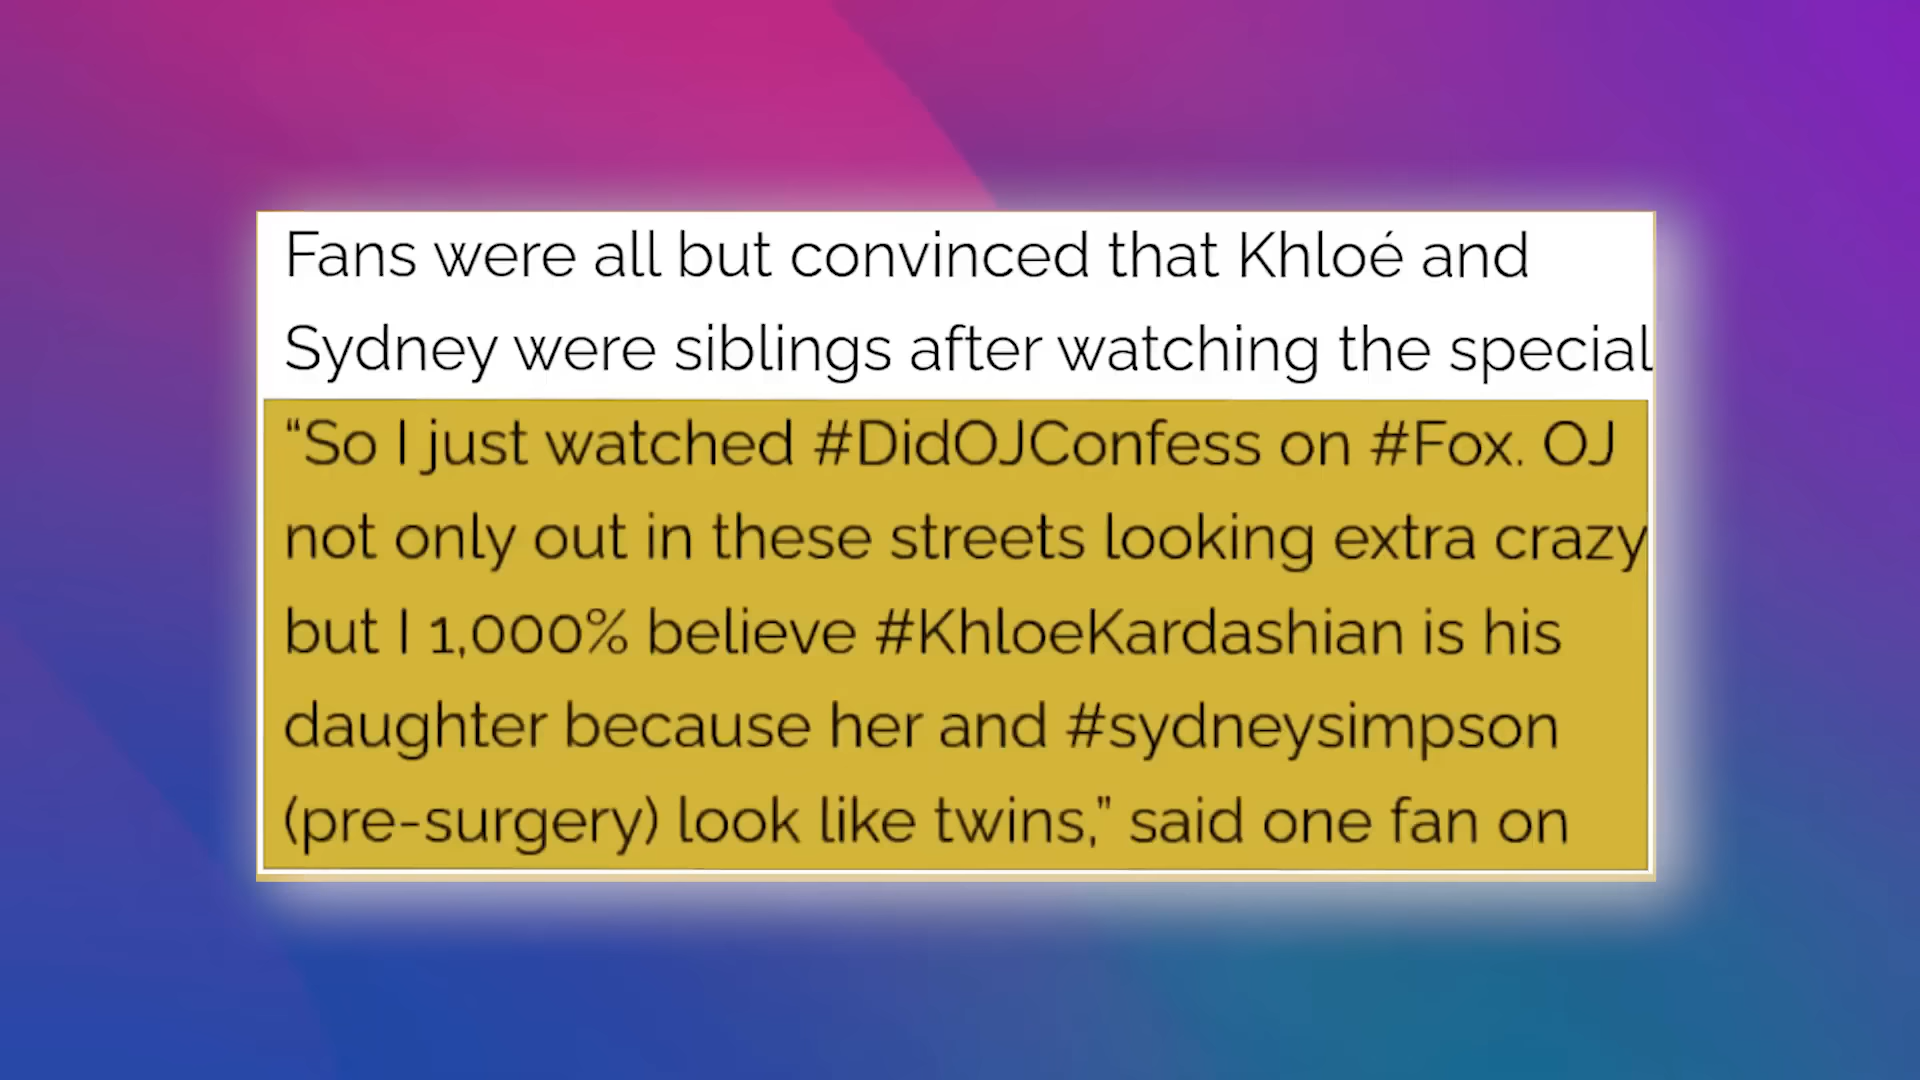 Fans were all but convinced that Khloé and
Sydney were siblings after watching the special
“So I just watched #DidOJConfess on #Fox. OJ
not only out in these streets looking extra crazy
but I 1,000% believe #KhloeKardashian is his
daughter because her and #sydneysimpson
(pre-surgery) look like twins,” said one fan on